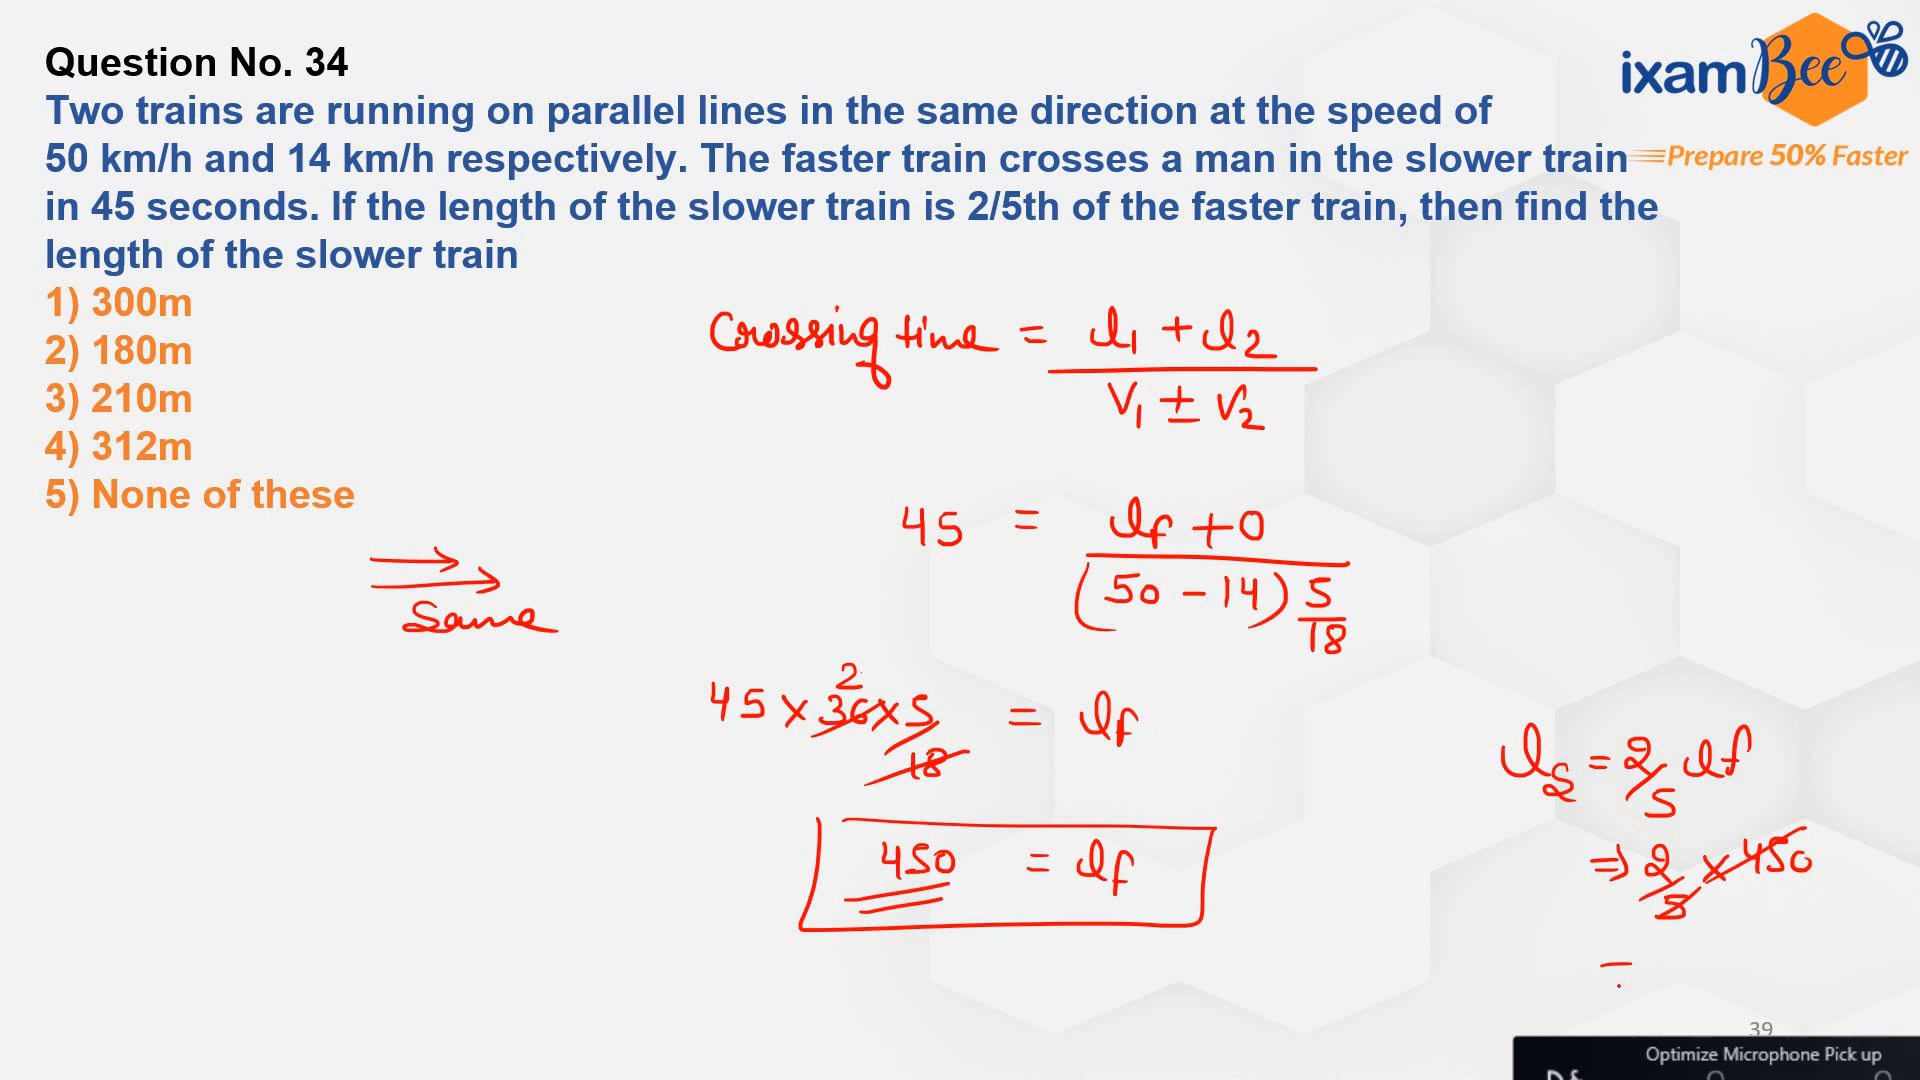 Question No. 34
Two trains are running on parallel lines in the same direction at the speed of
50 km/h and 14 km/h respectively. The faster train crosses a man in the slower train
in 45 seconds. If the length of the slower train is 2/5th of the faster train, then find the
length of the slower train
1) 300m
2) 180m
3) 210m
4) 312m
5) None of these
ixamBee
Prepare 50% Faster
Crossing time = l1 + l2
V1 ± V2
45 = lf + 0
(50 - 14) 5
18
Same
2
45 × 36 × 5 = lf
18
450 = lf
ls = 2/5 lf
⇒ 2/5 × 450
39
Optimize Microphone Pick up